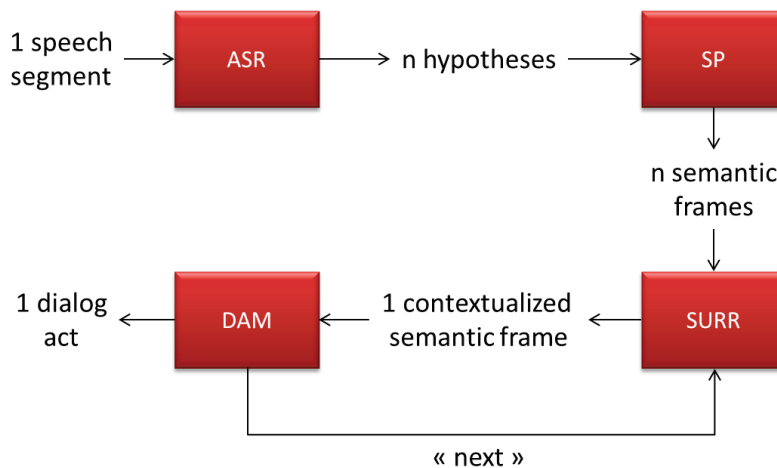 1 speech
segment
ASR
n hypotheses
SP
n semantic
frames
1 dialog
act
DAM
1 contextualized
semantic frame
SURR
« next »